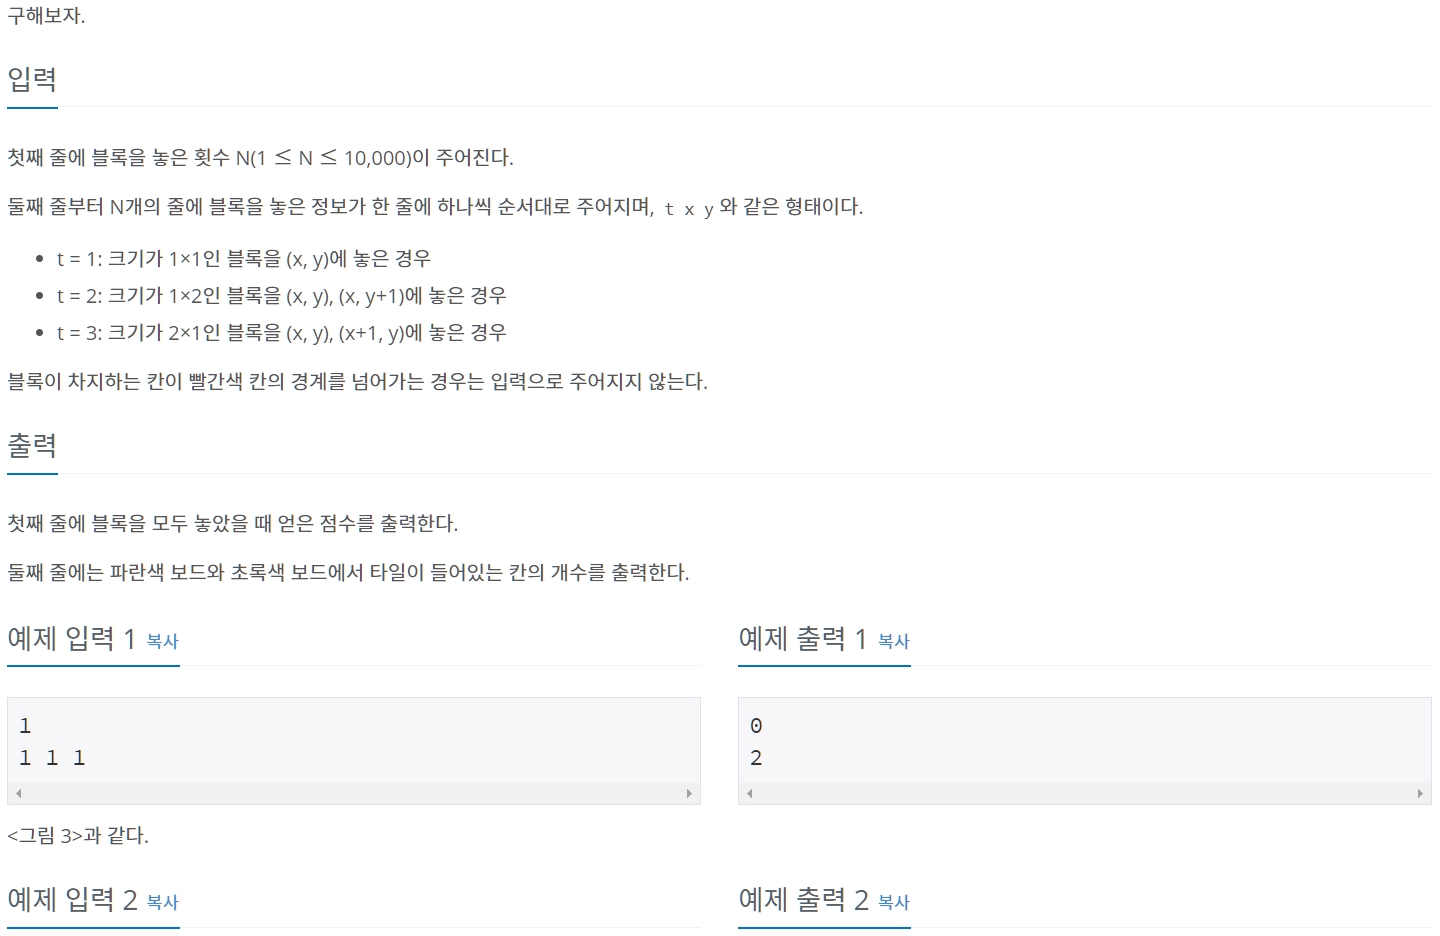 구해보자.
입력
첫째 줄에 블록을 놓은 횟수 N(1 ≤ N ≤ 10,000)이 주어진다.
둘째 줄부터 N개의 줄에 블록을 놓은 정보가 한 줄에 하나씩 순서대로 주어지며, t x y 와 같은 형태이다.
• t = 1: 크기가 1×1인 블록을 (x, y)에 놓은 경우
• t = 2: 크기가 1×2인 블록을 (x, y), (x, y+1)에 놓은 경우
• t = 3: 크기가 2×1인 블록을 (x, y), (x+1, y)에 놓은 경우
블록이 차지하는 칸이 빨간색 칸의 경계를 넘어가는 경우는 입력으로 주어지지 않는다.
출력
첫째 줄에 블록을 모두 놓았을 때 얻은 점수를 출력한다.
둘째 줄에는 파란색 보드와 초록색 보드에서 타일이 들어있는 칸의 개수를 출력한다.
예제 입력 1 복사
1
1 1 1
예제 출력 1 복사
0
2
<그림 3>과 같다.
예제 입력 2 복사
예제 출력 2 복사